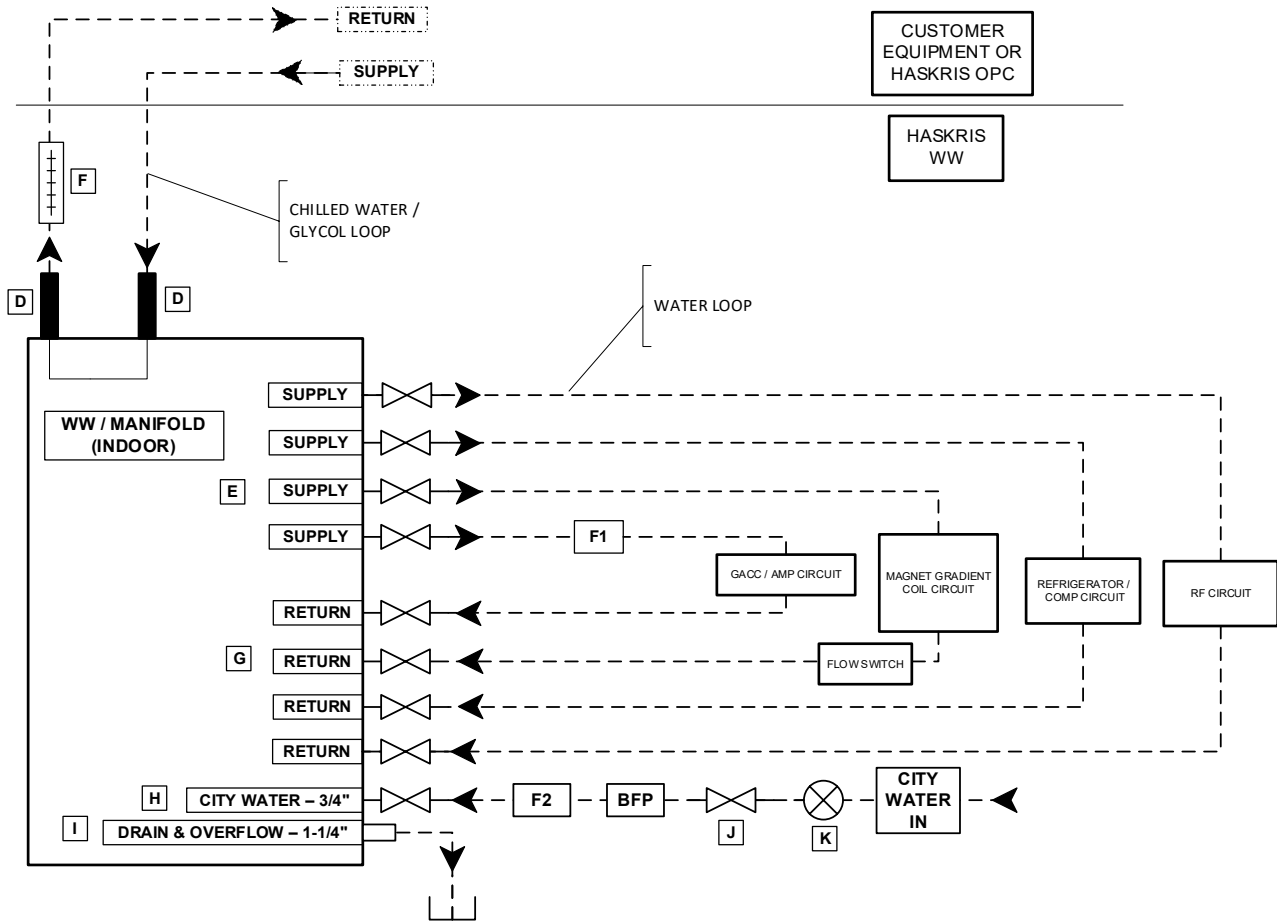 RETURN
SUPPLY
CUSTOMER
EQUIPMENT OR
HASKRIS OPC
HASKRIS
WW
F
CHILLED WATER /
GLYCOL LOOP
D
D
WATER LOOP
SUPPLY
WW / MANIFOLD
(INDOOR)
SUPPLY
E
SUPPLY
SUPPLY
F1
GACC / AMP CIRCUIT
MAGNET GRADIENT
COIL CIRCUIT
REFRIGERATOR /
COMP CIRCUIT
RF CIRCUIT
RETURN
G
RETURN
FLOW SWITCH
RETURN
RETURN
H
CITY WATER – 3/4"
F2
BFP
J
K
CITY
WATER
IN
I
DRAIN & OVERFLOW – 1-1/4"